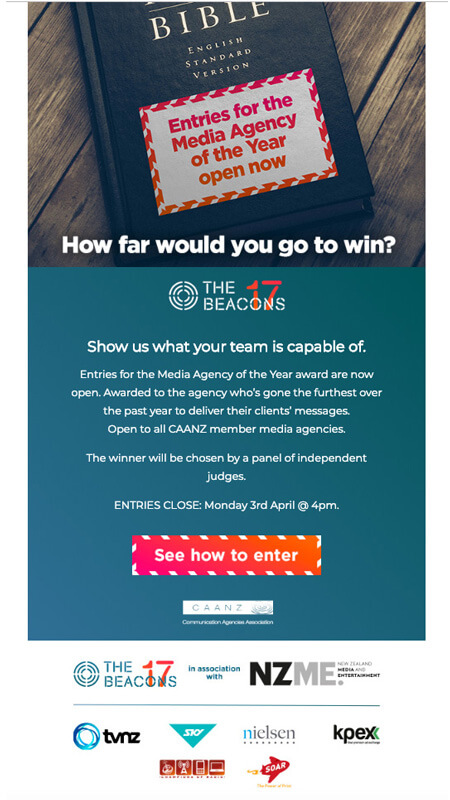 BIBLE
ENGLISH
STANDARD
VERSION
Entries for the
Media Agency
of the Year
open now
How far would you go to win?
THE 17
BEACONS
Show us what your team is capable of.
Entries for the Media Agency of the Year award are now
open. Awarded to the agency who's gone the furthest over
the past year to deliver their clients' messages.
Open to all CAANZ member media agencies.
The winner will be chosen by a panel of independent
judges.
ENTRIES CLOSE: Monday 3rd April @ 4pm.
See how to enter
CAANZ
Communication Agencies Association
THE 17
BEACONS
in association
with
NZME.
NEW ZEALAND
MEDIA AND
ENTERTAINMENT
tvnz
sky
nielsen
kpex
CHAMPIONS OF MEDIA
SOAR
The Power of Print